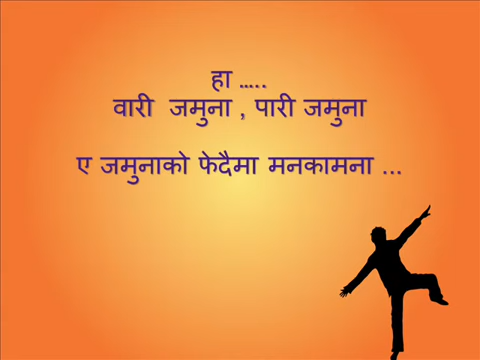 हा .....
वारी जमुना , पारी जमुना
ए जमुनाको फेदैमा मनकामना ...